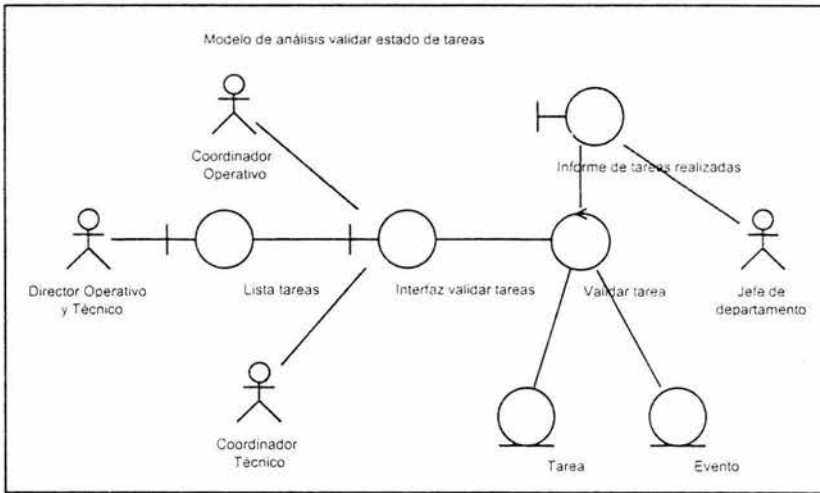 Modelo de análisis validar estado de tareas
Coordinador
Operativo
Informe de tareas realizadas
Director Operativo
y Técnico
Lista tareas
Interfaz validar tareas
Validar tarea
Jefe de
departamento
Coordinador
Técnico
Tarea
Evento